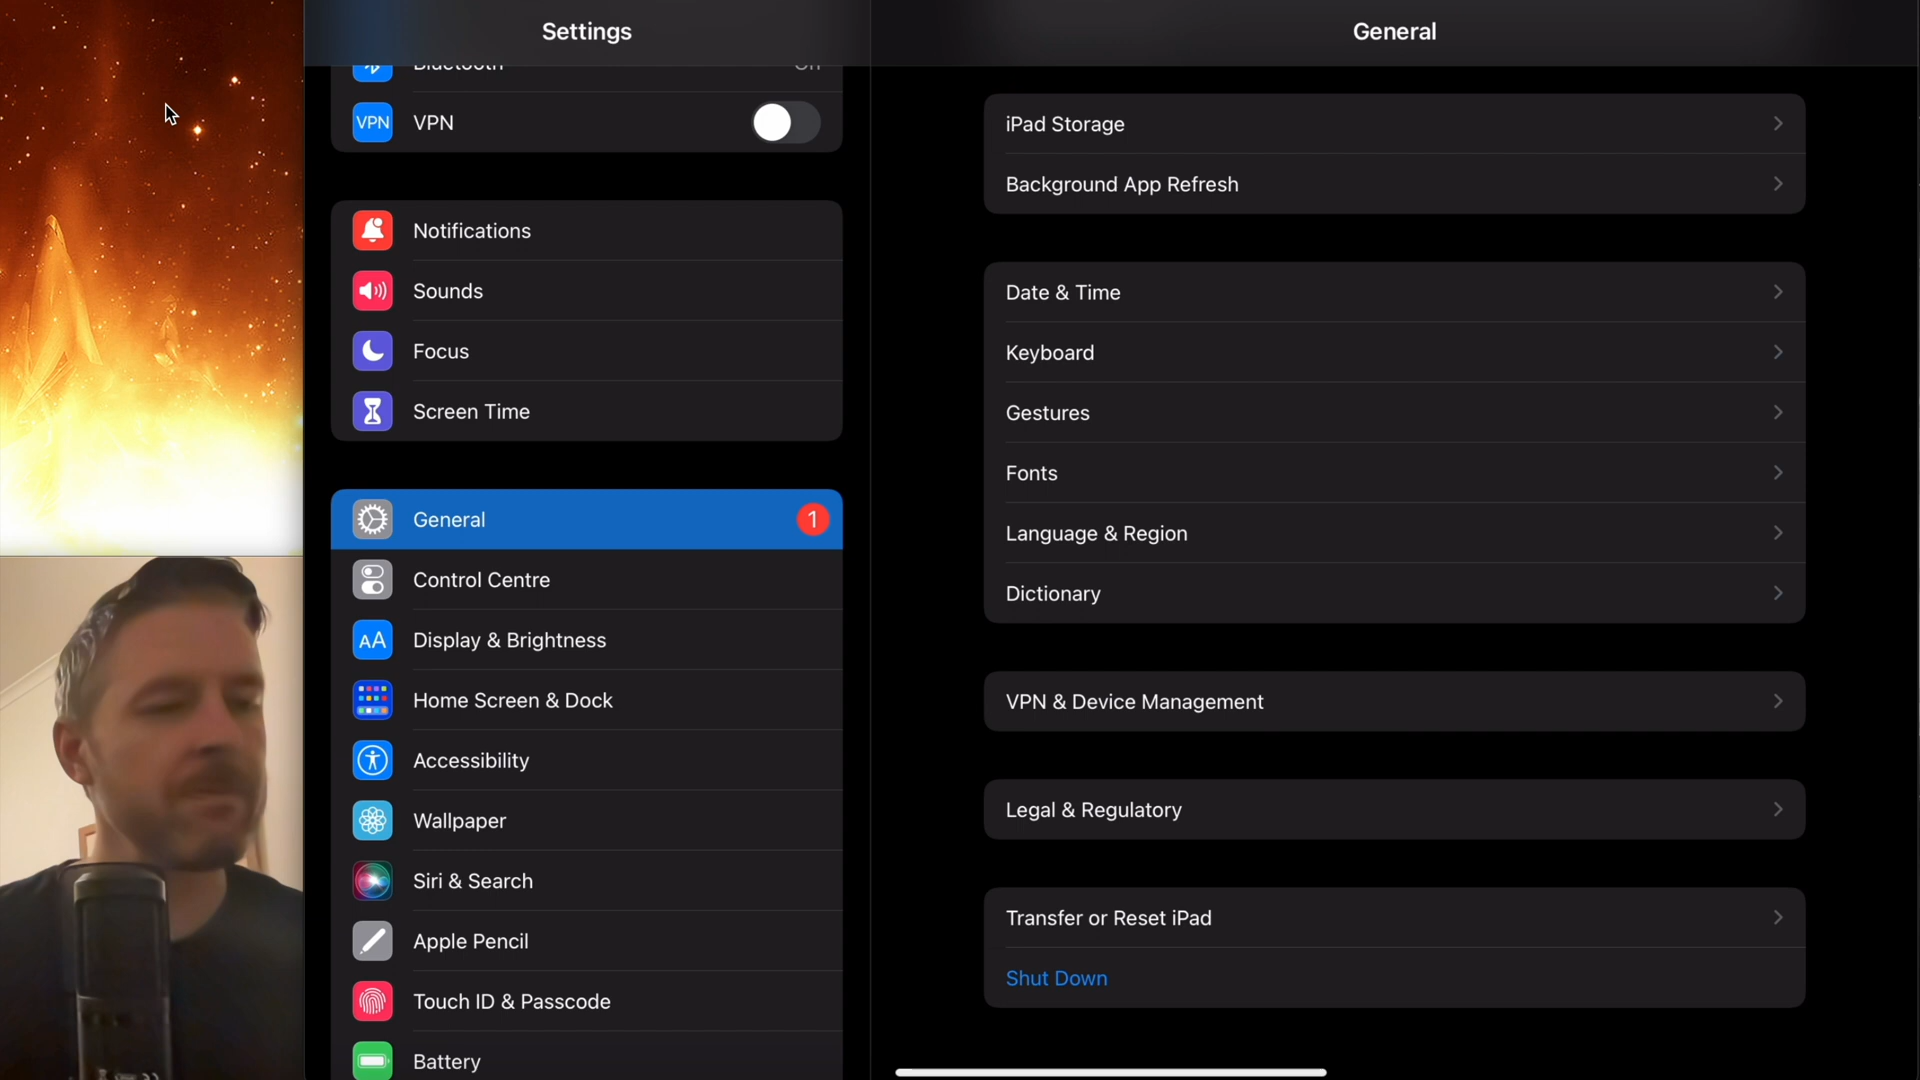 Settings
Bluetooth
On
VPN
VPN
Notifications
Sounds
Focus
Screen Time
General
1
Control Centre
AA
Display & Brightness
Home Screen & Dock
Accessibility
Wallpaper
Siri & Search
Apple Pencil
Touch ID & Passcode
Battery
General
iPad Storage
Background App Refresh
Date & Time
Keyboard
Gestures
Fonts
Language & Region
Dictionary
VPN & Device Management
Legal & Regulatory
Transfer or Reset iPad
Shut Down